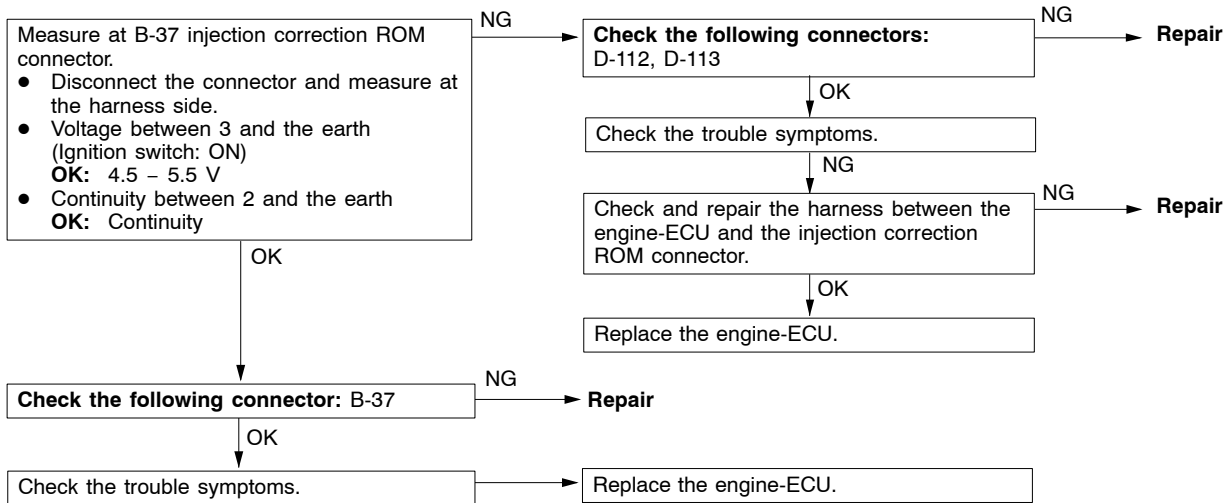 Measure at B-37 injection correction ROM
connector.
● Disconnect the connector and measure at
the harness side.
● Voltage between 3 and the earth
(Ignition switch: ON)
OK: 4.5 – 5.5 V
● Continuity between 2 and the earth
OK: Continuity
NG
Check the following connectors:
D-112, D-113
NG
Repair
OK
Check the trouble symptoms.
NG
Check and repair the harness between the
engine-ECU and the injection correction
ROM connector.
NG
Repair
OK
Replace the engine-ECU.
OK
Check the following connector: B-37
NG
Repair
OK
Check the trouble symptoms.
Replace the engine-ECU.